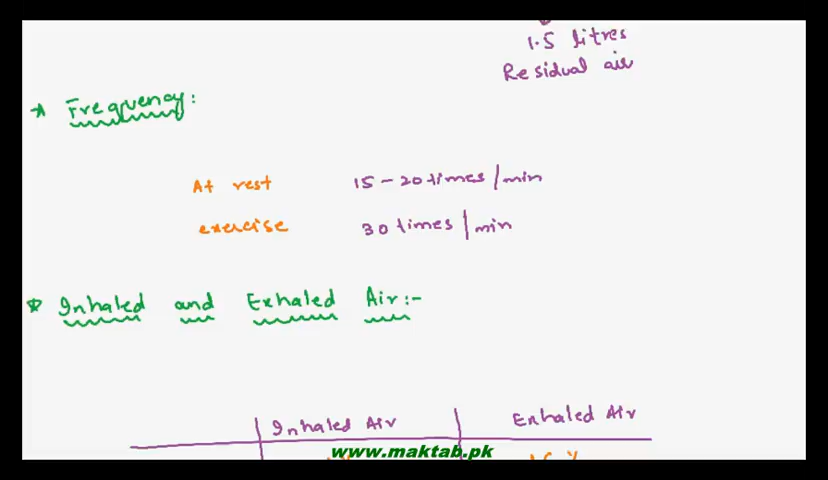 1.5 litres
Residual air
* Frequency:
At rest 15-20 times/min
exercise 30 times/min
* Inhaled and Exhaled Air:-
Inhaled Air Exhaled Air
www.maktab.pk